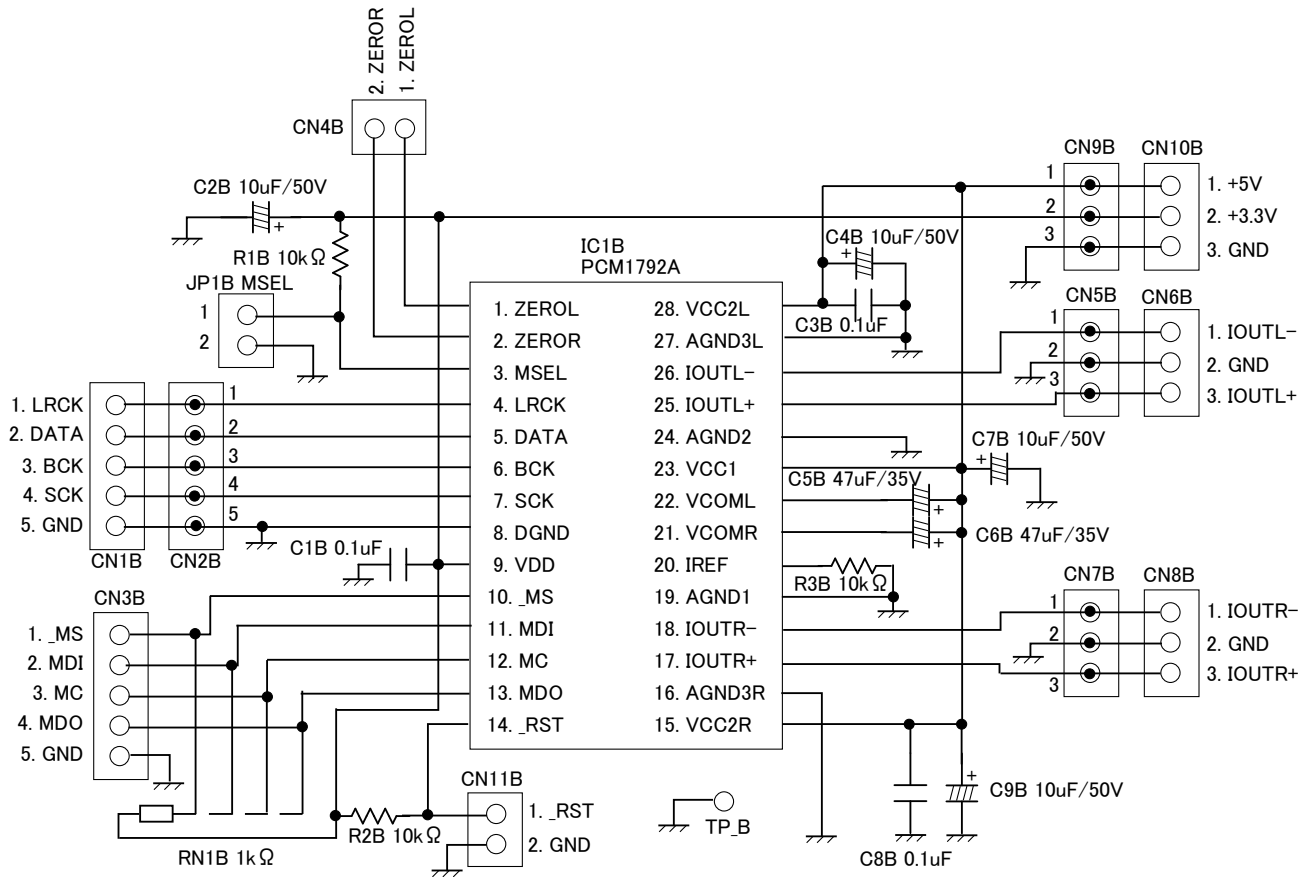 2. ZEROR
1. ZEROL
CN4B
C2B 10uF/50V
R1B 10kΩ
JP1B MSEL
1
2
CN9B
1
2
3
CN10B
1. +5V
2. +3.3V
3. GND
IC1B
PCM1792A
C4B 10uF/50V
+
+
C3B 0.1uF
1. ZEROL
2. ZEROR
3. MSEL
4. LRCK
5. DATA
6. BCK
7. SCK
8. DGND
9. VDD
10. _MS
11. MDI
12. MC
13. MDO
14. _RST
28. VCC2L
27. AGND3L
26. IOUTL-
25. IOUTL+
24. AGND2
23. VCC1
22. VCOML
21. VCOMR
20. IREF
19. AGND1
18. IOUTR-
17. IOUTR+
16. AGND3R
15. VCC2R
CN5B
1
2
3
CN6B
1. IOUTL-
2. GND
3. IOUTL+
1. LRCK
2. DATA
3. BCK
4. SCK
5. GND
CN1B
1
2
3
4
5
CN2B
C7B 10uF/50V
+
C5B 47uF/35V
+
+
C6B 47uF/35V
C1B 0.1uF
R3B 10kΩ
CN3B
1. _MS
2. MDI
3. MC
4. MDO
5. GND
CN7B
1
2
3
CN8B
1. IOUTR-
2. GND
3. IOUTR+
RN1B 1kΩ
R2B 10kΩ
CN11B
1. _RST
2. GND
TP_B
+
C9B 10uF/50V
C8B 0.1uF